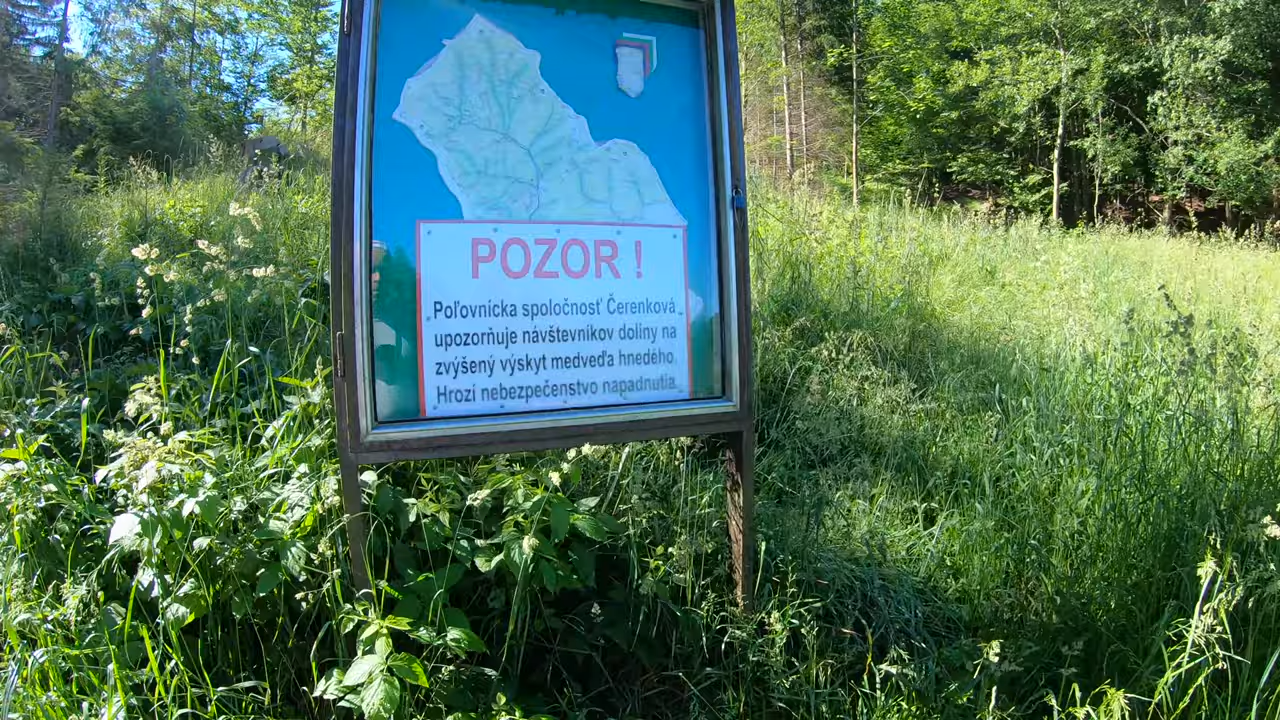 POZOR !
Poľovnícka spoločnosť Čerenková
upozorňuje návštevníkov doliny na
zvýšený výskyt medveďa hnedého.
Hrozí nebezpečenstvo napadnutia